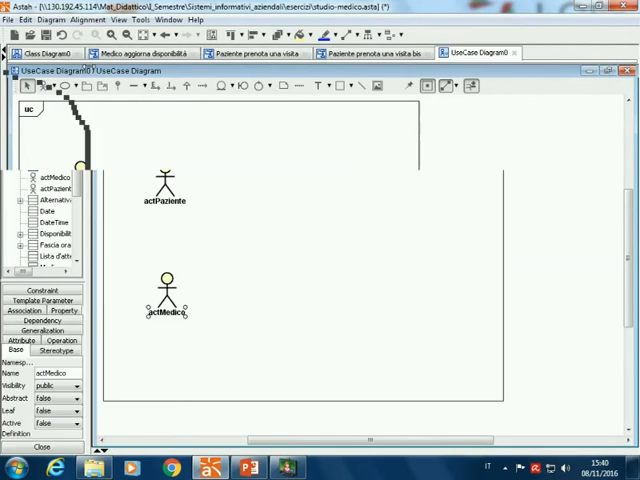 Astah - [\\130.192.45.114\Mat_Didattico\I_Semestre\Sistemi_informativi_aziendali\esercizi\studio-medico.asta] (*)
File Edit Diagram Alignment View Tools Window Help
Class Diagram0
Medico aggiorna disponibilità
Paziente prenota una visita
Paziente prenota una visita bis
UseCase Diagram0
UseCase Diagram
uc
actMedico
actPaziente
Alternativ
Date
DateTime
Disponibilit
Fascia ora
Lista d'att
actPaziente
actMedico
Constraint
Template Parameter
Association Property
Dependency
Generalization
Attribute Operation
Base Stereotype
Namesp...
Name actMedico
Visibility public
Abstract false
Leaf false
Active false
Definition
Close
IT
15:40
08/11/2016